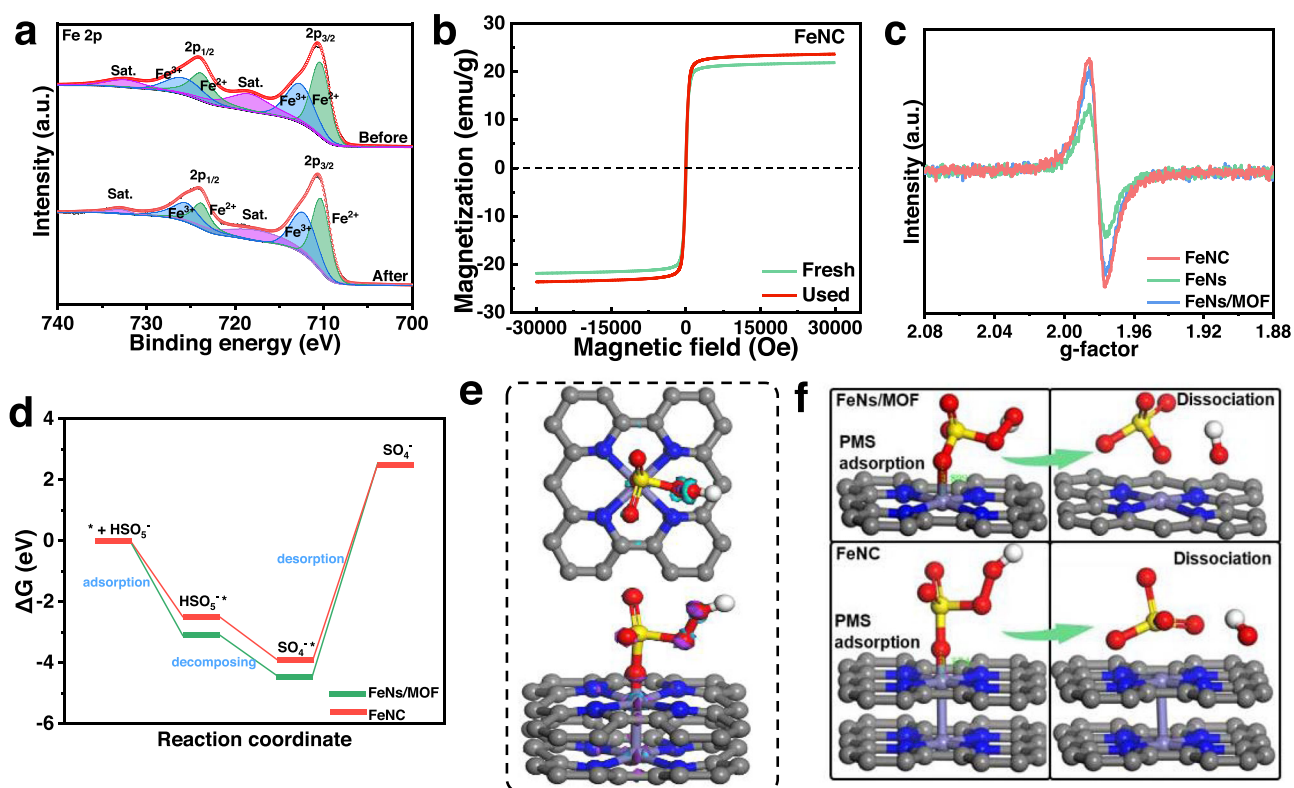 a
Fe 2p
2p1/2
2p3/2
Sat.
Fe3+
Fe2+
Sat.
Fe3+
Fe2+
Before
2p1/2
2p3/2
Sat.
Fe3+
Fe2+
Sat.
Fe3+
Fe2+
After
Intensity (a.u.)
740
730
720
710
700
Binding energy (eV)
b
FeNC
30
20
10
0
-10
-20
-30
Magnetization (emu/g)
Fresh
Used
-30000
-15000
0
15000
30000
Magnetic field (Oe)
c
Intensity (a.u.)
FeNC
FeNs
FeNs/MOF
2.08
2.04
2.00
1.96
1.92
1.88
g-factor
d
4
2
0
-2
-4
-6
ΔG (eV)
* + HSO5-
adsorption
HSO5-*
decomposing
SO4-*
desorption
SO4-
FeNs/MOF
FeNC
Reaction coordinate
e
f
FeNs/MOF
PMS
adsorption
Dissociation
FeNC
PMS
adsorption
Dissociation